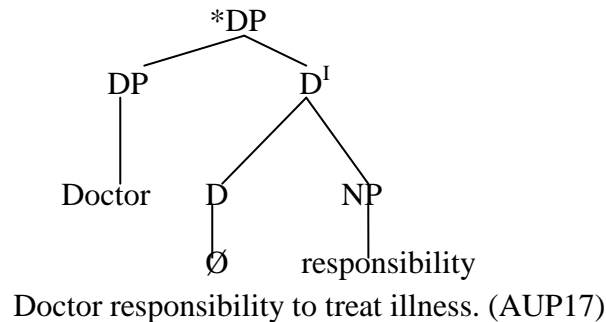 *DP
DP D^I
Doctor D NP
Ø responsibility
Doctor responsibility to treat illness. (AUP17)